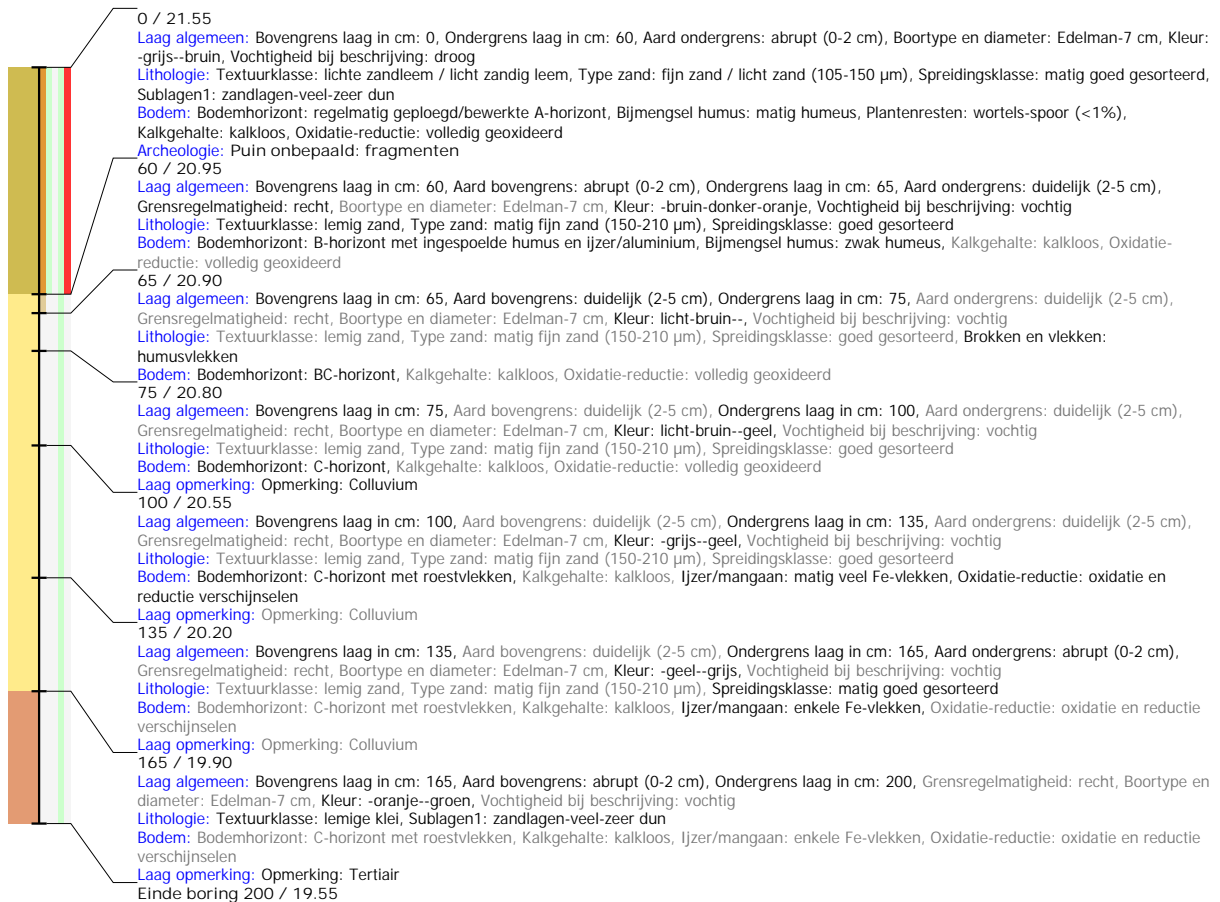 0 / 21.55
Laag algemeen: Bovengrens laag in cm: 0, Ondergrens laag in cm: 60, Aard ondergrens: abrupt (0-2 cm), Boortype en diameter: Edelman-7 cm, Kleur:
-grijs--bruin, Vochtigheid bij beschrijving: droog
Lithologie: Textuurklasse: lichte zandleem / licht zandig leem, Type zand: fijn zand / licht zand (105-150 µm), Spreidingsklasse: matig goed gesorteerd,
Sublagen1: zandlagen-veel-zeer dun
Bodem: Bodemhorizont: regelmatig geploegd/bewerkte A-horizont, Bijmengsel humus: matig humeus, Plantenresten: wortels-spoor (<1%),
Kalkgehalte: kalkloos, Oxidatie-reductie: volledig geoxideerd
Archeologie: Puin onbepaald: fragmenten
60 / 20.95
Laag algemeen: Bovengrens laag in cm: 60, Aard bovengrens: abrupt (0-2 cm), Ondergrens laag in cm: 65, Aard ondergrens: duidelijk (2-5 cm),
Grensregelmatigheid: recht, Boortype en diameter: Edelman-7 cm, Kleur: -bruin-donker-oranje, Vochtigheid bij beschrijving: vochtig
Lithologie: Textuurklasse: lemig zand, Type zand: matig fijn zand (150-210 µm), Spreidingsklasse: goed gesorteerd
Bodem: Bodemhorizont: B-horizont met ingespoelde humus en ijzer/aluminium, Bijmengsel humus: zwak humeus, Kalkgehalte: kalkloos, Oxidatie-
reductie: volledig geoxideerd
65 / 20.90
Laag algemeen: Bovengrens laag in cm: 65, Aard bovengrens: duidelijk (2-5 cm), Ondergrens laag in cm: 75, Aard ondergrens: duidelijk (2-5 cm),
Grensregelmatigheid: recht, Boortype en diameter: Edelman-7 cm, Kleur: licht-bruin--, Vochtigheid bij beschrijving: vochtig
Lithologie: Textuurklasse: lemig zand, Type zand: matig fijn zand (150-210 µm), Spreidingsklasse: goed gesorteerd, Brokken en vlekken:
humusvlekken
Bodem: Bodemhorizont: BC-horizont, Kalkgehalte: kalkloos, Oxidatie-reductie: volledig geoxideerd
75 / 20.80
Laag algemeen: Bovengrens laag in cm: 75, Aard bovengrens: duidelijk (2-5 cm), Ondergrens laag in cm: 100, Aard ondergrens: duidelijk (2-5 cm),
Grensregelmatigheid: recht, Boortype en diameter: Edelman-7 cm, Kleur: licht-bruin--geel, Vochtigheid bij beschrijving: vochtig
Lithologie: Textuurklasse: lemig zand, Type zand: matig fijn zand (150-210 µm), Spreidingsklasse: goed gesorteerd
Bodem: Bodemhorizont: C-horizont, Kalkgehalte: kalkloos, Oxidatie-reductie: volledig geoxideerd
Laag opmerking: Opmerking: Colluvium
100 / 20.55
Laag algemeen: Bovengrens laag in cm: 100, Aard bovengrens: duidelijk (2-5 cm), Ondergrens laag in cm: 135, Aard ondergrens: duidelijk (2-5 cm),
Grensregelmatigheid: recht, Boortype en diameter: Edelman-7 cm, Kleur: -grijs--geel, Vochtigheid bij beschrijving: vochtig
Lithologie: Textuurklasse: lemig zand, Type zand: matig fijn zand (150-210 µm), Spreidingsklasse: goed gesorteerd
Bodem: Bodemhorizont: C-horizont met roestvlekken, Kalkgehalte: kalkloos, Ijzer/mangaan: matig veel Fe-vlekken, Oxidatie-reductie: oxidatie en
reductie verschijnselen
Laag opmerking: Opmerking: Colluvium
135 / 20.20
Laag algemeen: Bovengrens laag in cm: 135, Aard bovengrens: duidelijk (2-5 cm), Ondergrens laag in cm: 165, Aard ondergrens: abrupt (0-2 cm),
Grensregelmatigheid: recht, Boortype en diameter: Edelman-7 cm, Kleur: -geel--grijs, Vochtigheid bij beschrijving: vochtig
Lithologie: Textuurklasse: lemig zand, Type zand: matig fijn zand (150-210 µm), Spreidingsklasse: matig goed gesorteerd
Bodem: Bodemhorizont: C-horizont met roestvlekken, Kalkgehalte: kalkloos, Ijzer/mangaan: enkele Fe-vlekken, Oxidatie-reductie: oxidatie en reductie
verschijnselen
Laag opmerking: Opmerking: Colluvium
165 / 19.90
Laag algemeen: Bovengrens laag in cm: 165, Aard bovengrens: abrupt (0-2 cm), Ondergrens laag in cm: 200, Grensregelmatigheid: recht, Boortype en
diameter: Edelman-7 cm, Kleur: -oranje--groen, Vochtigheid bij beschrijving: vochtig
Lithologie: Textuurklasse: lemige klei, Sublagen1: zandlagen-veel-zeer dun
Bodem: Bodemhorizont: C-horizont met roestvlekken, Kalkgehalte: kalkloos, Ijzer/mangaan: enkele Fe-vlekken, Oxidatie-reductie: oxidatie en reductie
verschijnselen
Laag opmerking: Opmerking: Tertiair
Einde boring 200 / 19.55